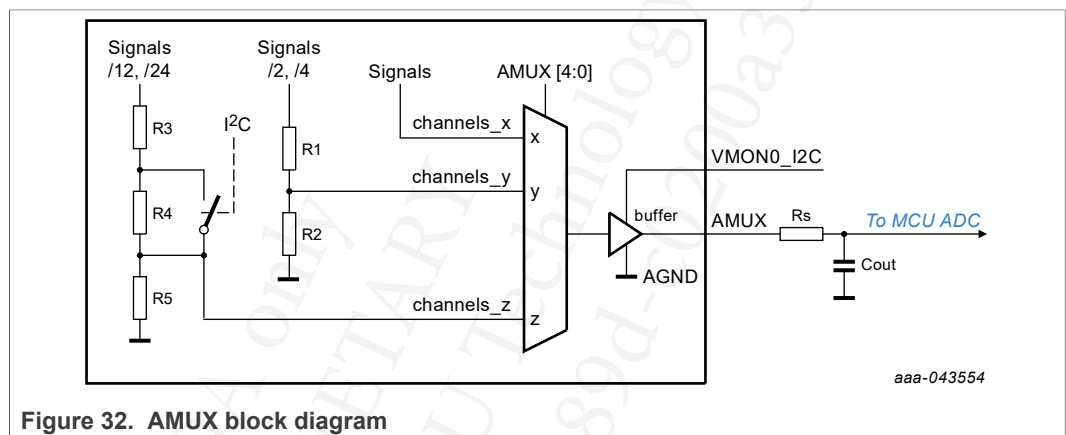 Signals
/12, /24
Signals
/2, /4
Signals
AMUX [4:0]
R3
I2C
R1
channels_x
x
VMON0_I2C
channels_y
y
R4
R2
buffer
AMUX
Rs
To MCU ADC
Cout
AGND
R5
channels_z
z
aaa-043554
Figure 32. AMUX block diagram